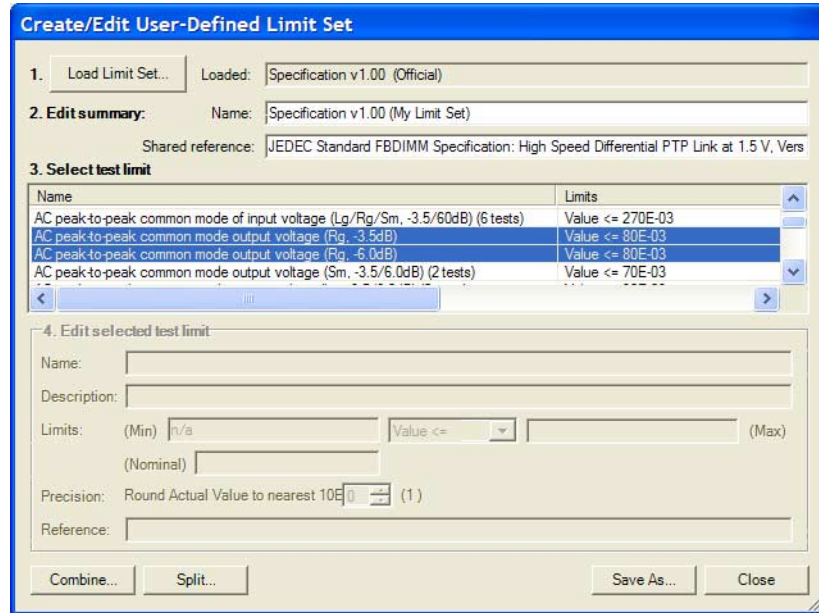 Create/Edit User-Defined Limit Set
1. Load Limit Set... Loaded: Specification v1.00 (Official)
2. Edit summary: Name: Specification v1.00 (My Limit Set)
Shared reference: JEDEC Standard FBDIMM Specification: High Speed Differential PTP Link at 1.5 V, Vers
3. Select test limit
Name Limits
AC peak-to-peak common mode of input voltage (Lg/Rg/Sm, -3.5/60dB) (6 tests) Value <= 270E-03
AC peak-to-peak common mode output voltage (Rg, -3.5dB) Value <= 80E-03
AC peak-to-peak common mode output voltage (Rg, -6.0dB) Value <= 80E-03
AC peak-to-peak common mode output voltage (Sm, -3.5/6.0dB) (2 tests) Value <= 70E-03
4. Edit selected test limit
Name:
Description:
Limits: (Min) n/a Value <= (Max)
(Nominal)
Precision: Round Actual Value to nearest 10E 0 (1 )
Reference:
Combine... Split... Save As... Close